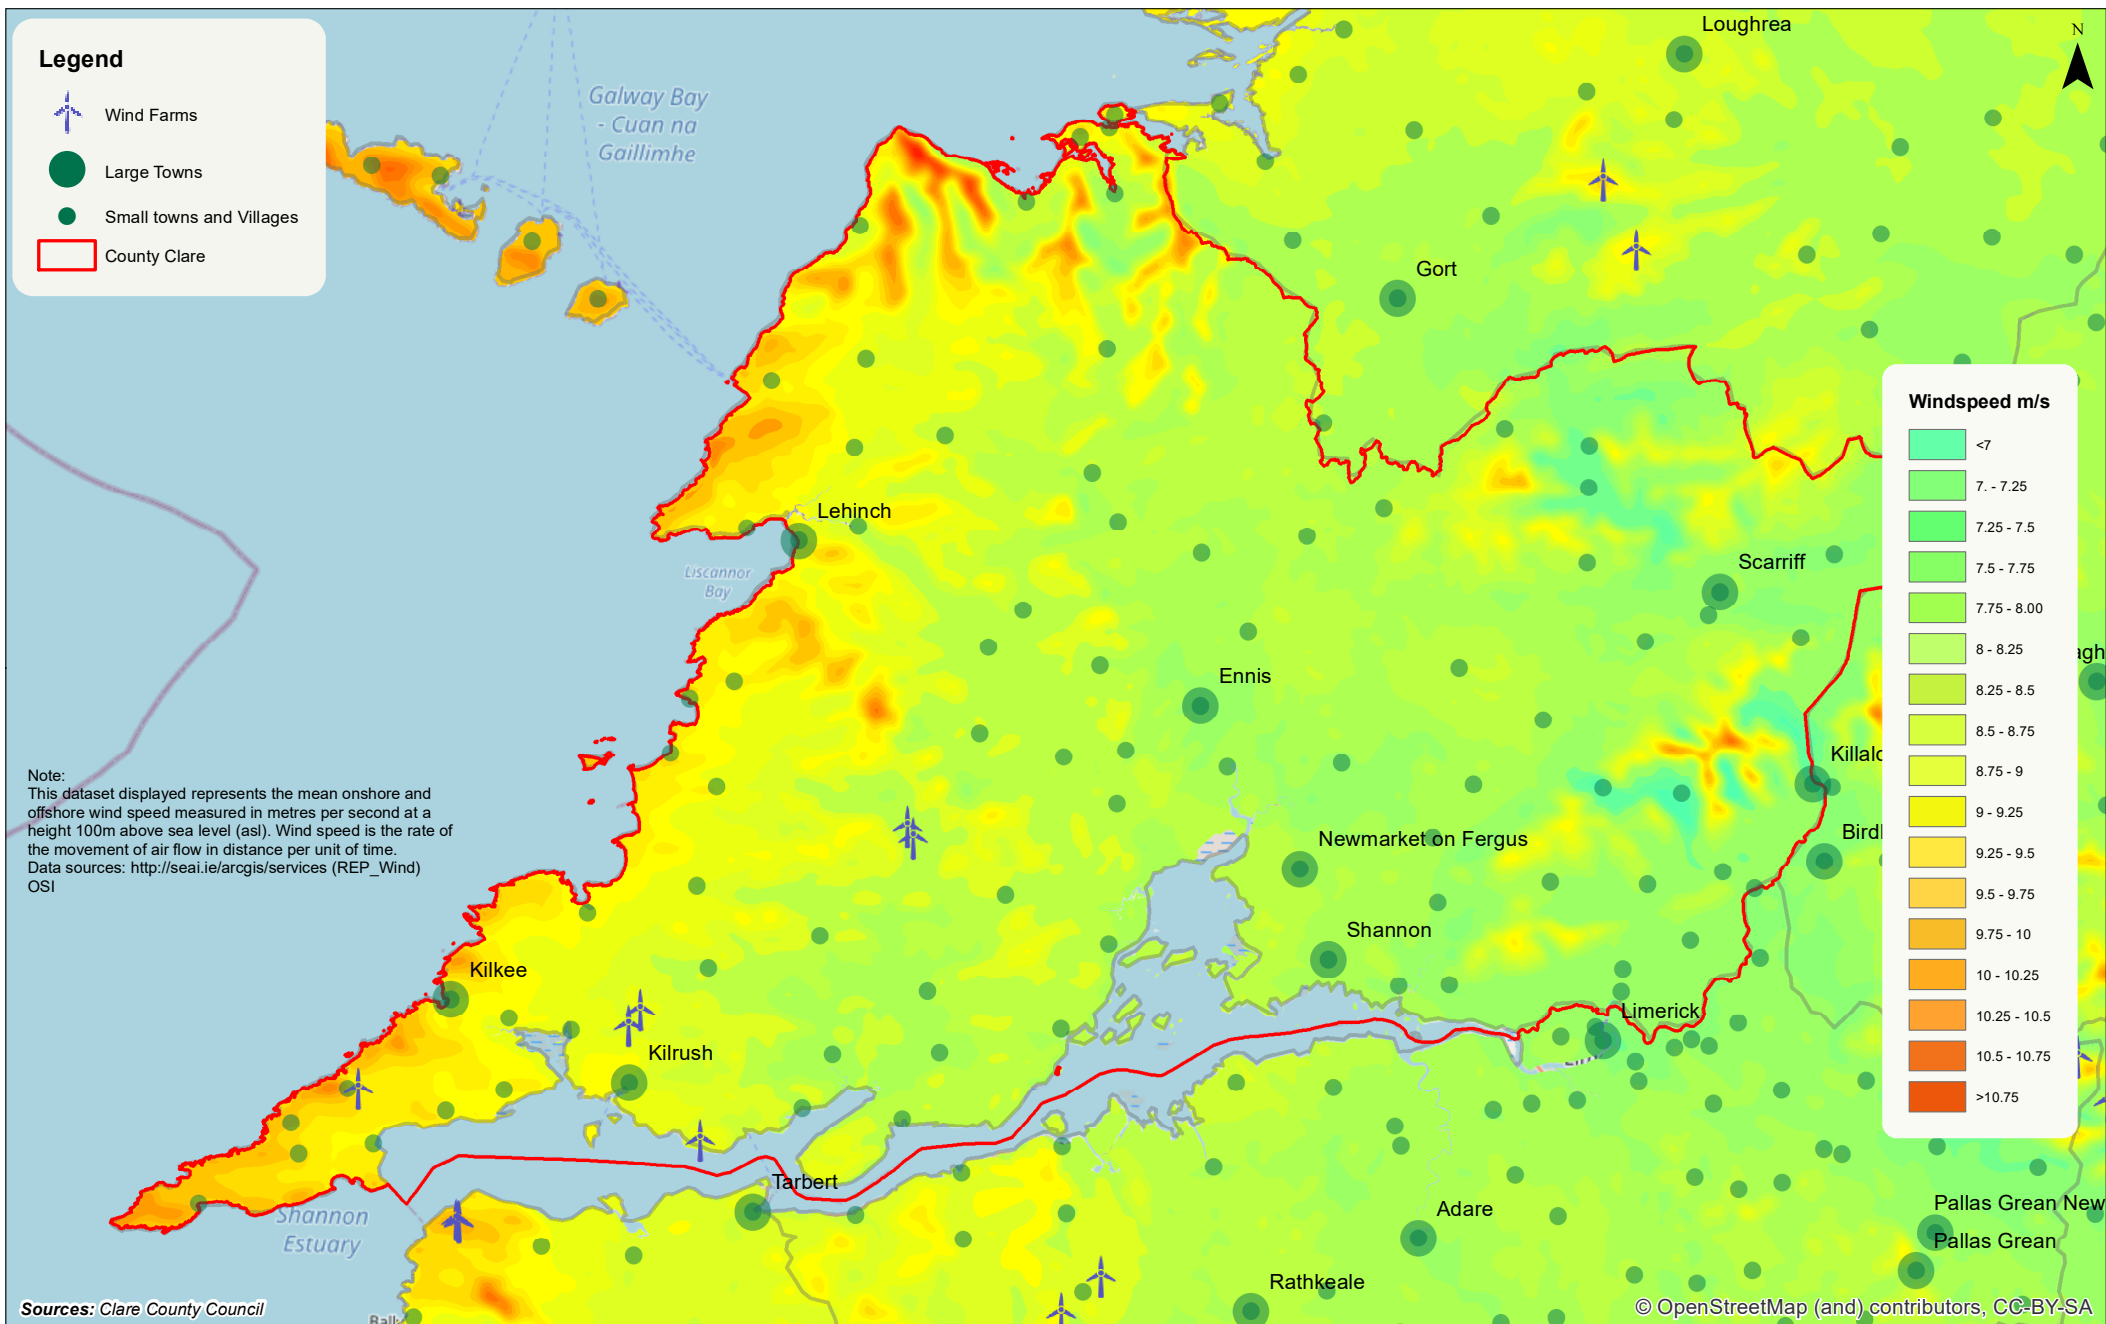 Legend
Wind Farms
Large Towns
Small towns and Villages
County Clare
Galway Bay
- Cuan na
Gaillimhe
Loughrea
N
Gort
Windspeed m/s
<7
7. - 7.25
7.25 - 7.5
7.5 - 7.75
7.75 - 8.00
8 - 8.25
8.25 - 8.5
8.5 - 8.75
8.75 - 9
9 - 9.25
9.25 - 9.5
9.5 - 9.75
9.75 - 10
10 - 10.25
10.25 - 10.5
10.5 - 10.75
>10.75
Lehinch
Liscannor
Bay
Scarriff
agh
Ennis
Killalo
Birdl
Newmarket on Fergus
Shannon
Note:
This dataset displayed represents the mean onshore and
offshore wind speed measured in metres per second at a
height 100m above sea level (asl). Wind speed is the rate of
the movement of air flow in distance per unit of time.
Data sources: http://seai.ie/arcgis/services (REP_Wind)
OSI
Kilkee
Limerick
Kilrush
Tarbert
Shannon
Estuary
Adare
Pallas Grean New
Pallas Grean
Rathkeale
Bally
Sources: Clare County Council
© OpenStreetMap (and) contributors, CC-BY-SA